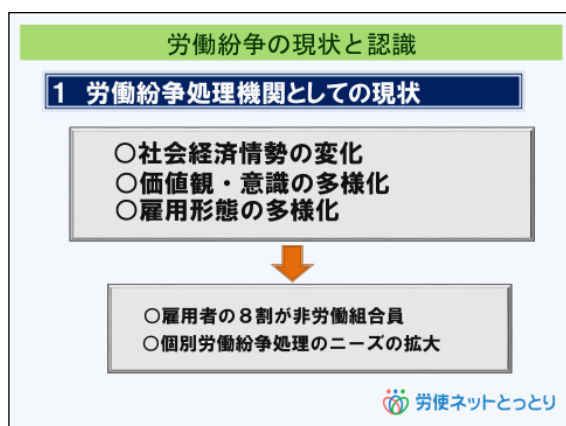 労働紛争の現状と認識
1 労働紛争処理機関としての現状
○社会経済情勢の変化
○価値観・意識の多様化
○雇用形態の多様化
○雇用者の8割が非労働組合員
○個別労働紛争処理のニーズの拡大
労使ネットとっとり